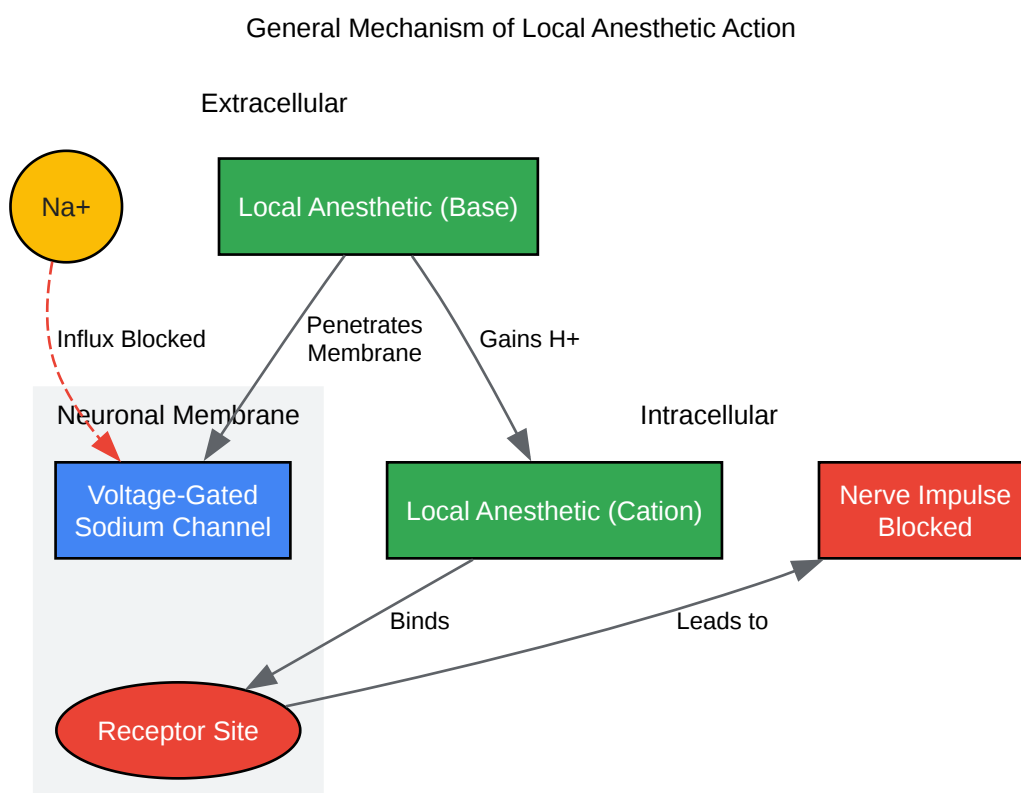 General Mechanism of Local Anesthetic Action
Extracellular
Na+
Local Anesthetic (Base)
Influx Blocked
Penetrates
Membrane
Gains H+
Neuronal Membrane
Intracellular
Voltage-Gated
Sodium Channel
Local Anesthetic (Cation)
Nerve Impulse
Blocked
Binds
Leads to
Receptor Site